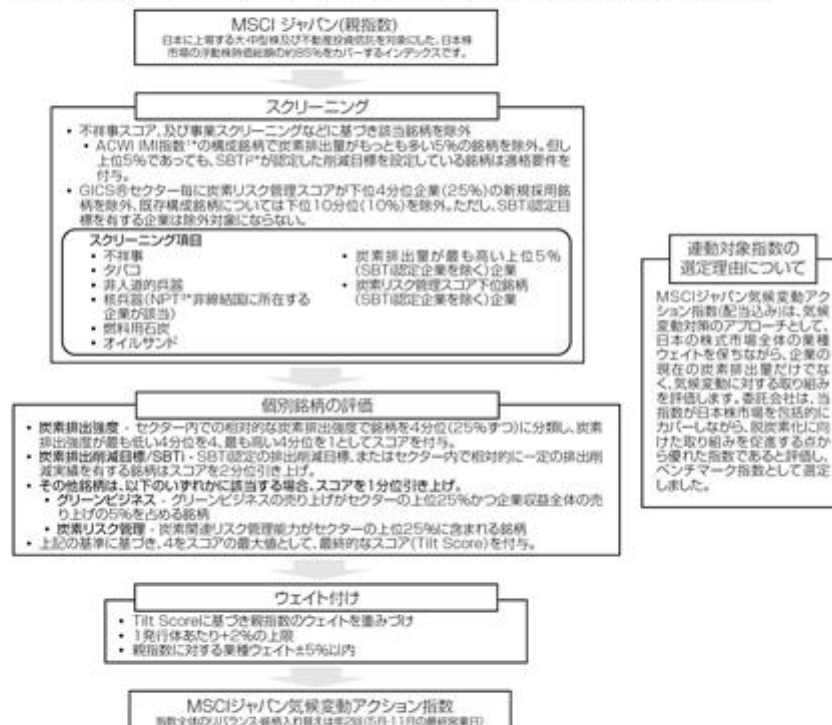 MSCI ジャパン(親指数)
日本に上場する大・中型株及び不動産投資信託を対象にした、日本株
市場の浮動株時価総額の約85%をカバーするインデックスです。
スクリーニング
• 不祥事スコア、及び事業スクリーニングなどに基づき該当銘柄を除外
• ACWI IMI指数¹*の構成銘柄で炭素排出量がもっとも多い5%の銘柄を除外。但し
上位5%であっても、SBTi²*が認定した削減目標を設定している銘柄は適格要件を
付与。
• GICS®セクター毎に炭素リスク管理スコアが下位4分位企業(25%)の新規採用銘
柄を除外、既存構成銘柄については下位10分位(10%)を除外。ただし、SBTi認定目
標を有する企業は除外対象にならない。
スクリーニング項目
• 不祥事
• タバコ
• 非人道的兵器
• 核兵器(NPT³*非締結国に所在する
企業が該当)
• 燃料用石炭
• オイルサンド
• 炭素排出量が最も高い上位5%
(SBTi認定企業を除く)企業
• 炭素リスク管理スコア下位銘柄
(SBTi認定企業を除く)企業
個別銘柄の評価
• 炭素排出強度 - セクター内での相対的な炭素排出強度で銘柄を4分位(25%ずつ)に分類し、炭素
排出強度が最も低い4分位を4、最も高い4分位を1としてスコアを付与。
• 炭素排出削減目標/SBTi - SBTi認定の排出削減目標、またはセクター内で相対的に一定の排出削
減実績を有する銘柄はスコアを2分位引き上げ。
• その他銘柄は、以下のいずれかに該当する場合、スコアを1分位引き上げ。
• グリーンビジネス - グリーンビジネスの売り上げがセクターの上位25%かつ企業収益全体の売
り上げの5%を占める銘柄
• 炭素リスク管理 - 炭素関連リスク管理能力がセクターの上位25%に含まれる銘柄
• 上記の基準に基づき、4をスコアの最大値として、最終的なスコア(Tilt Score)を付与。
ウェイト付け
• Tilt Scoreに基づき親指数のウェイトを重みづけ
• 1発行体あたり+2%の上限
• 親指数に対する業種ウェイト±5%以内
MSCIジャパン気候変動アクション指数
指数全体のリバランス・銘柄入れ替えは年2回(5月・11月の最終営業日)
連動対象指数の
選定理由について
MSCIジャパン気候変動アク
ション指数(配当込み)は、気候
変動対策のアプローチとして、
日本の株式市場全体の業種
ウェイトを保ちながら、企業の
現在の炭素排出量だけでな
く、気候変動に対する取り組み
を評価します。委託会社は、当
指数が日本株市場を包括的に
カバーしながら、脱炭素化に向
けた取り組みを促進する点か
ら優れた指数であると評価し、
ベンチマーク指数として選定
しました。